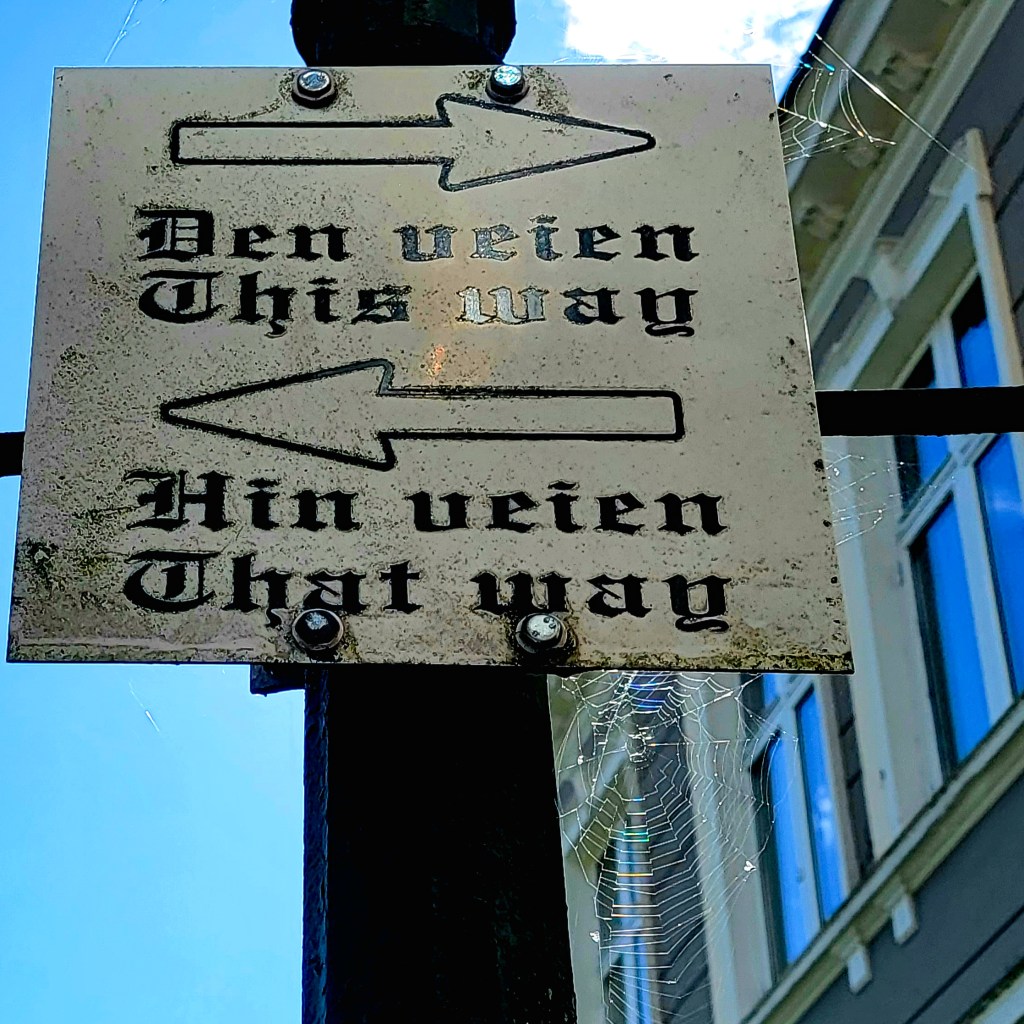 Den veien
This way
Hin veien
That way